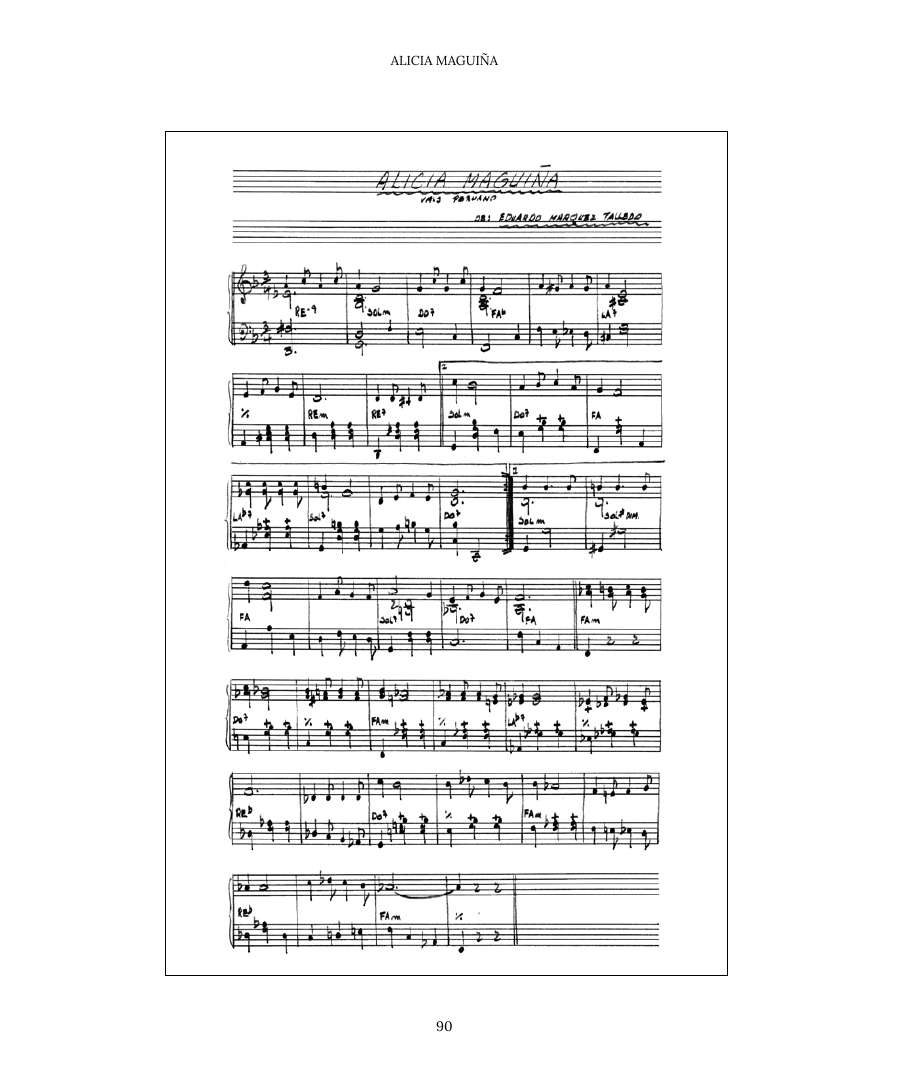 ALICIA MAGUIÑA
ALICIA MAGUIÑA
VALS PERUANO
DE: EDUARDO MARQUEZ TALLEDO
RE-9 SOLm DO7 FA6 LA7
1
% REm RE7 SOLm DO7 FA
2
LAb7 SOL7 DO7 SOLm SOL# DIM.
FA SOL7 DO7 FA FAm
DO7 % FAm % LAb7 %
REb DO7 % FAm
REb FAm %
90